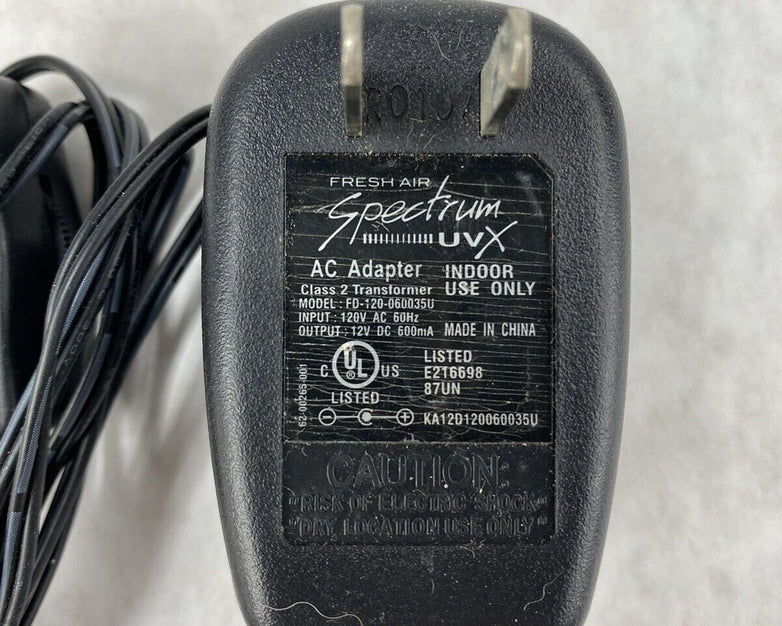 R0107
FRESH AIR
Spectrum
UVX
AC Adapter INDOOR
Class 2 Transformer USE ONLY
MODEL : FD-120-060035U
INPUT : 120V AC 60Hz
OUTPUT : 12V DC 600mA MADE IN CHINA
C UL US LISTED
® E216698
LISTED 87UN
62-00265-001
KA12D120060035U
CAUTION:
"RISK OF ELECTRIC SHOCK"
"DRY LOCATION USE ONLY"